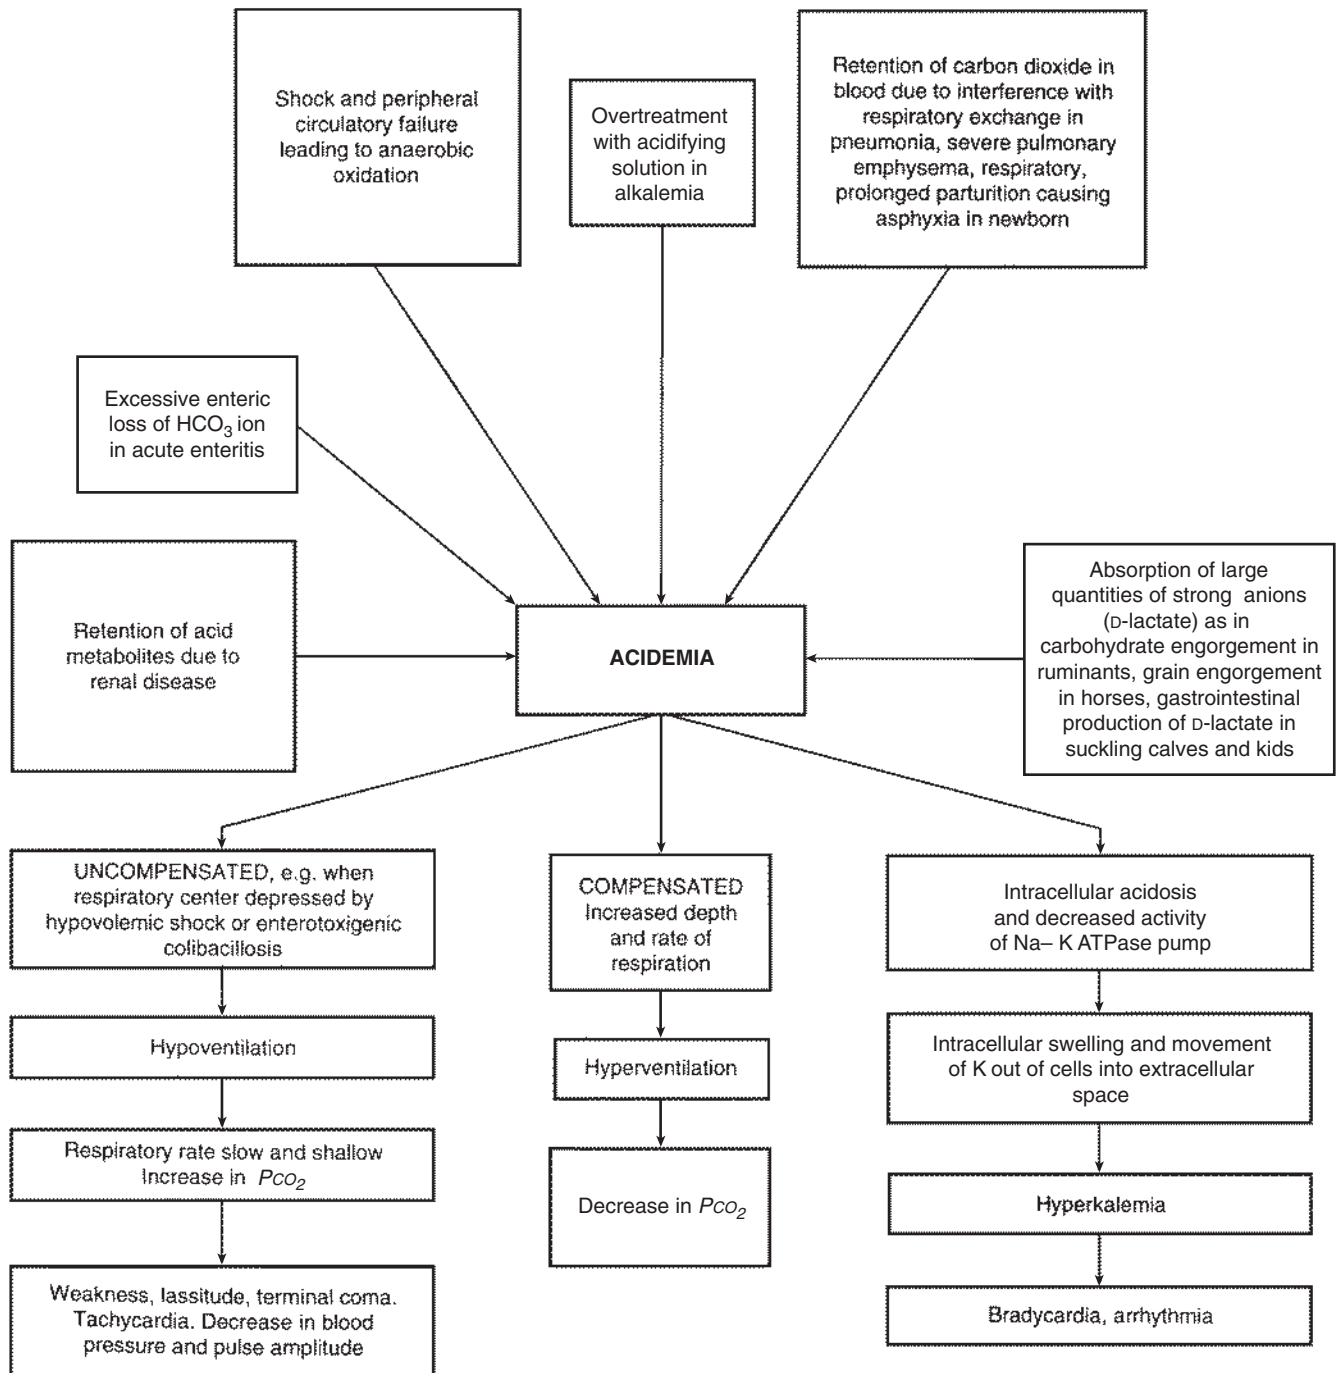 Shock and peripheral
circulatory failure
leading to anaerobic
oxidation
Overtreatment
with acidifying
solution in
alkalemia
Retention of carbon dioxide in
blood due to interference with
respiratory exchange in
pneumonia, severe pulmonary
emphysema, respiratory,
prolonged parturition causing
asphyxia in newborn
Excessive enteric
loss of HCO₃ ion
in acute enteritis
Retention of acid
metabolites due to
renal disease
ACIDEMIA
Absorption of large
quantities of strong anions
(D-lactate) as in
carbohydrate engorgement in
ruminants, grain engorgement
in horses, gastrointestinal
production of D-lactate in
suckling calves and kids
UNCOMPENSATED, e.g. when
respiratory center depressed by
hypovolemic shock or enterotoxigenic
colibacillosis
Hypoventilation
Respiratory rate slow and shallow
Increase in PCO₂
Weakness, lassitude, terminal coma.
Tachycardia. Decrease in blood
pressure and pulse amplitude
COMPENSATED
Increased depth
and rate of
respiration
Hyperventilation
Decrease in PCO₂
Intracellular acidosis
and decreased activity
of Na– K ATPase pump
Intracellular swelling and movement
of K out of cells into extracellular
space
Hyperkalemia
Bradycardia, arrhythmia